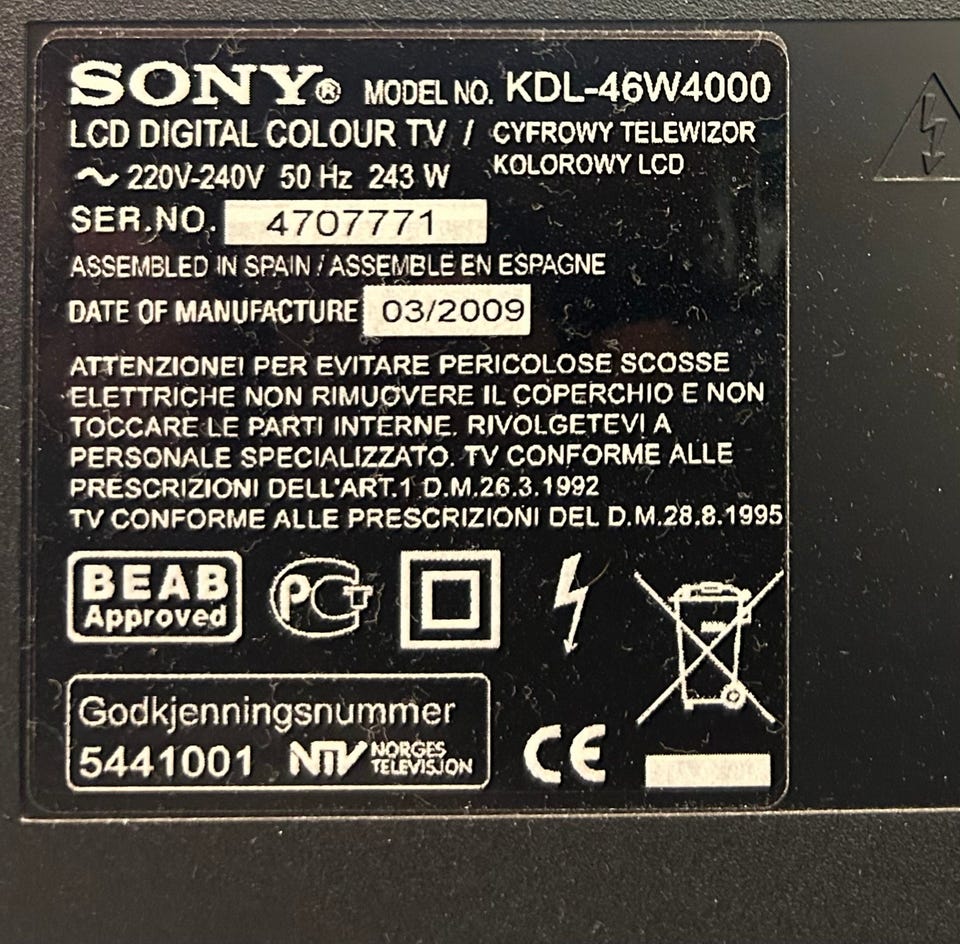 SONY® MODEL NO. KDL-46W4000
LCD DIGITAL COLOUR TV / CYFROWY TELEWIZOR
KOLOROWY LCD
~ 220V-240V 50 Hz 243 W
SER.NO. 4707771
ASSEMBLED IN SPAIN / ASSEMBLE EN ESPAGNE
DATE OF MANUFACTURE 03/2009
ATTENZIONE! PER EVITARE PERICOLOSE SCOSSE
ELETTRICHE NON RIMUOVERE IL COPERCHIO E NON
TOCCARE LE PARTI INTERNE. RIVOLGETEVI A
PERSONALE SPECIALIZZATO. TV CONFORME ALLE
PRESCRIZIONI DELL'ART.1 D.M.26.3.1992
TV CONFORME ALLE PRESCRIZIONI DEL D.M.28.8.1995
BEAB
Approved
PCT
Godkjenningsnummer
5441001 NTV NORGES
TELEVISJON
CE